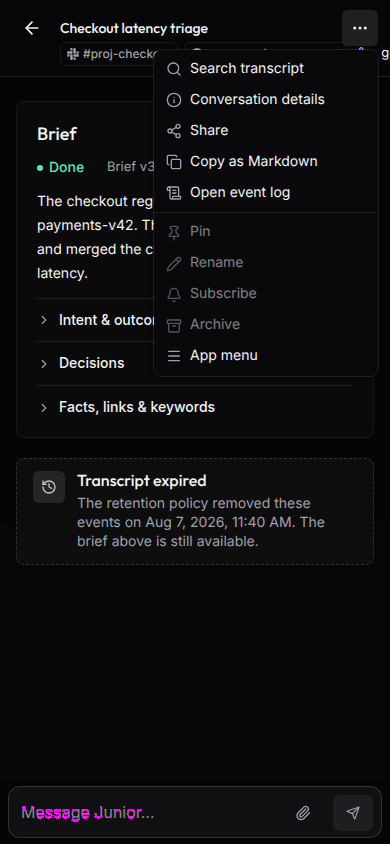 Checkout latency triage
#proj-checko
Search transcript
Conversation details
Share
Copy as Markdown
Open event log
Pin
Rename
Subscribe
Archive
App menu
Brief
Done Brief v3
The checkout reg
payments-v42. Th
and merged the c
latency.
Intent & outco
Decisions
Facts, links & keywords
Transcript expired
The retention policy removed these
events on Aug 7, 2026, 11:40 AM. The
brief above is still available.
Message Junior...